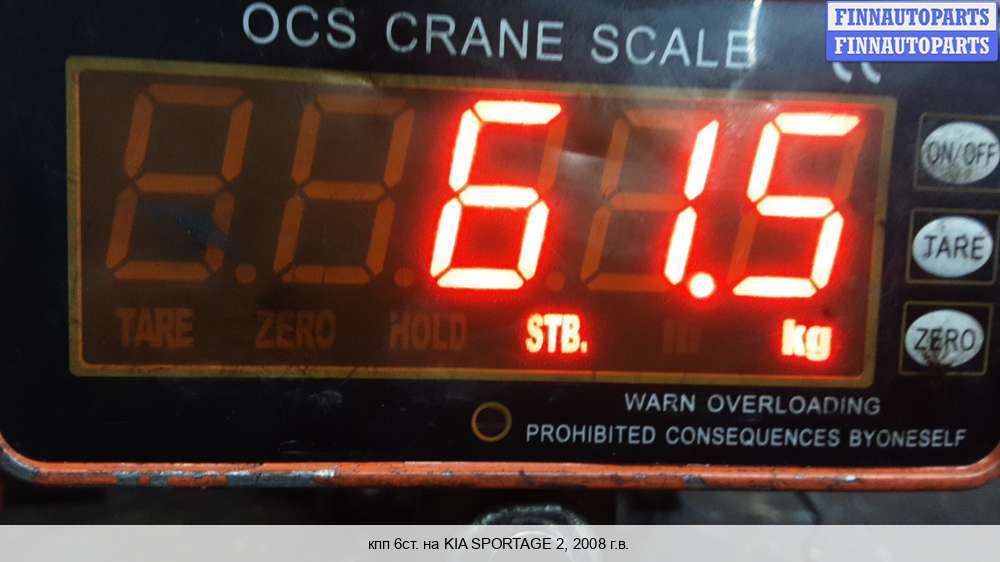 FINNAUTOPARTS
FINNAUTOPARTS
OCS CRANE SCALE
61.5
ON/OFF
TARE
TARE ZERO HOLD STB. kg
ZERO
WARN OVERLOADING
PROHIBITED CONSEQUENCES BYONESELF
кпп 6ст. на KIA SPORTAGE 2, 2008 г.в.